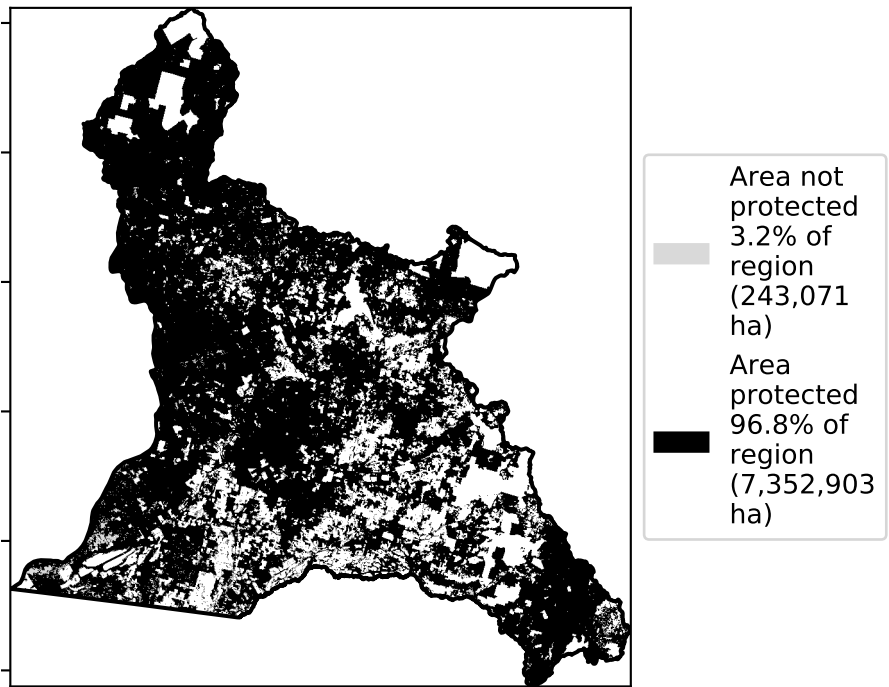 Area not
protected
3.2% of
region
(243,071
ha)
Area
protected
96.8% of
region
(7,352,903
ha)